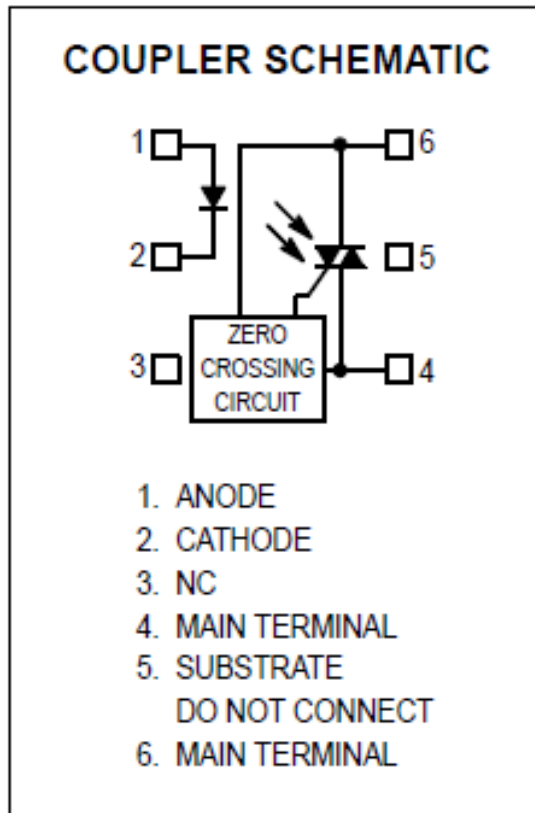 COUPLER SCHEMATIC
1
6
2
5
3
4
ZERO
CROSSING
CIRCUIT
1. ANODE
2. CATHODE
3. NC
4. MAIN TERMINAL
5. SUBSTRATE
DO NOT CONNECT
6. MAIN TERMINAL